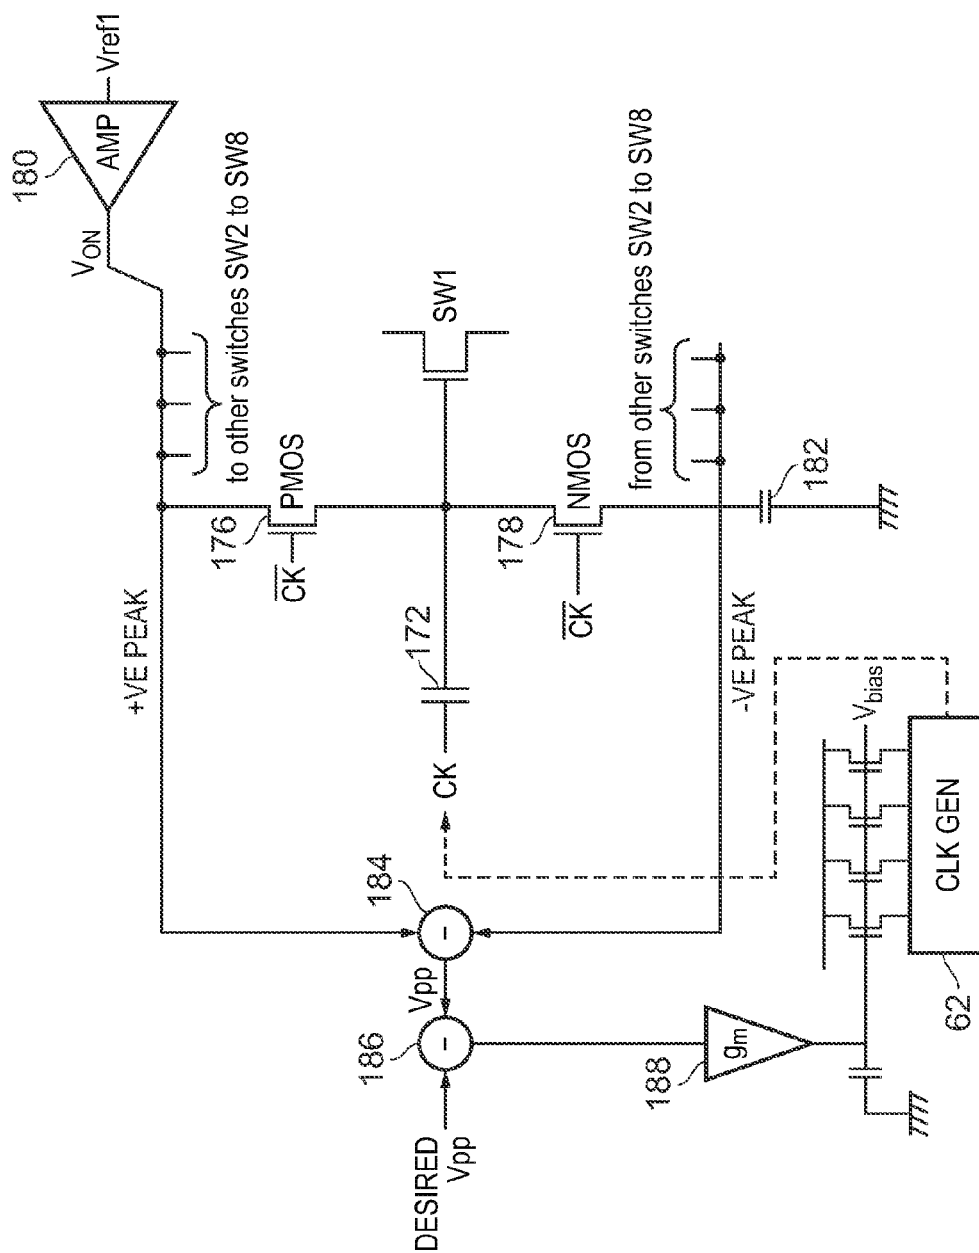 DESIRED
Vpp
186
Vpp
184
+VE PEAK
CK
172
176
PMOS
CK
178
NMOS
CK
SW1
to other switches SW2 to SW8
from other switches SW2 to SW8
VON
180
AMP
Vref1
182
-VE PEAK
188
gm
Vbias
CLK GEN
62